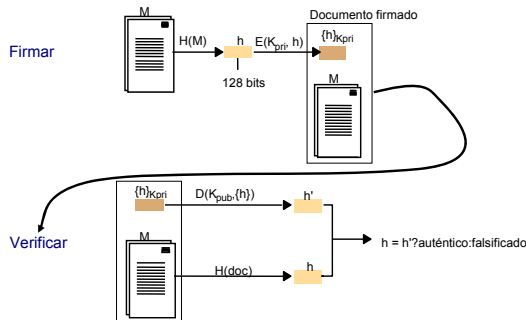 Documento firmado
M
Firmar
H(M)
h
E(Kpri, h)
{h}Kpri
128 bits
M
{h}Kpri
D(Kpub,{h})
h'
M
Verificar
h = h'?auténtico:falsificado
H(doc)
h